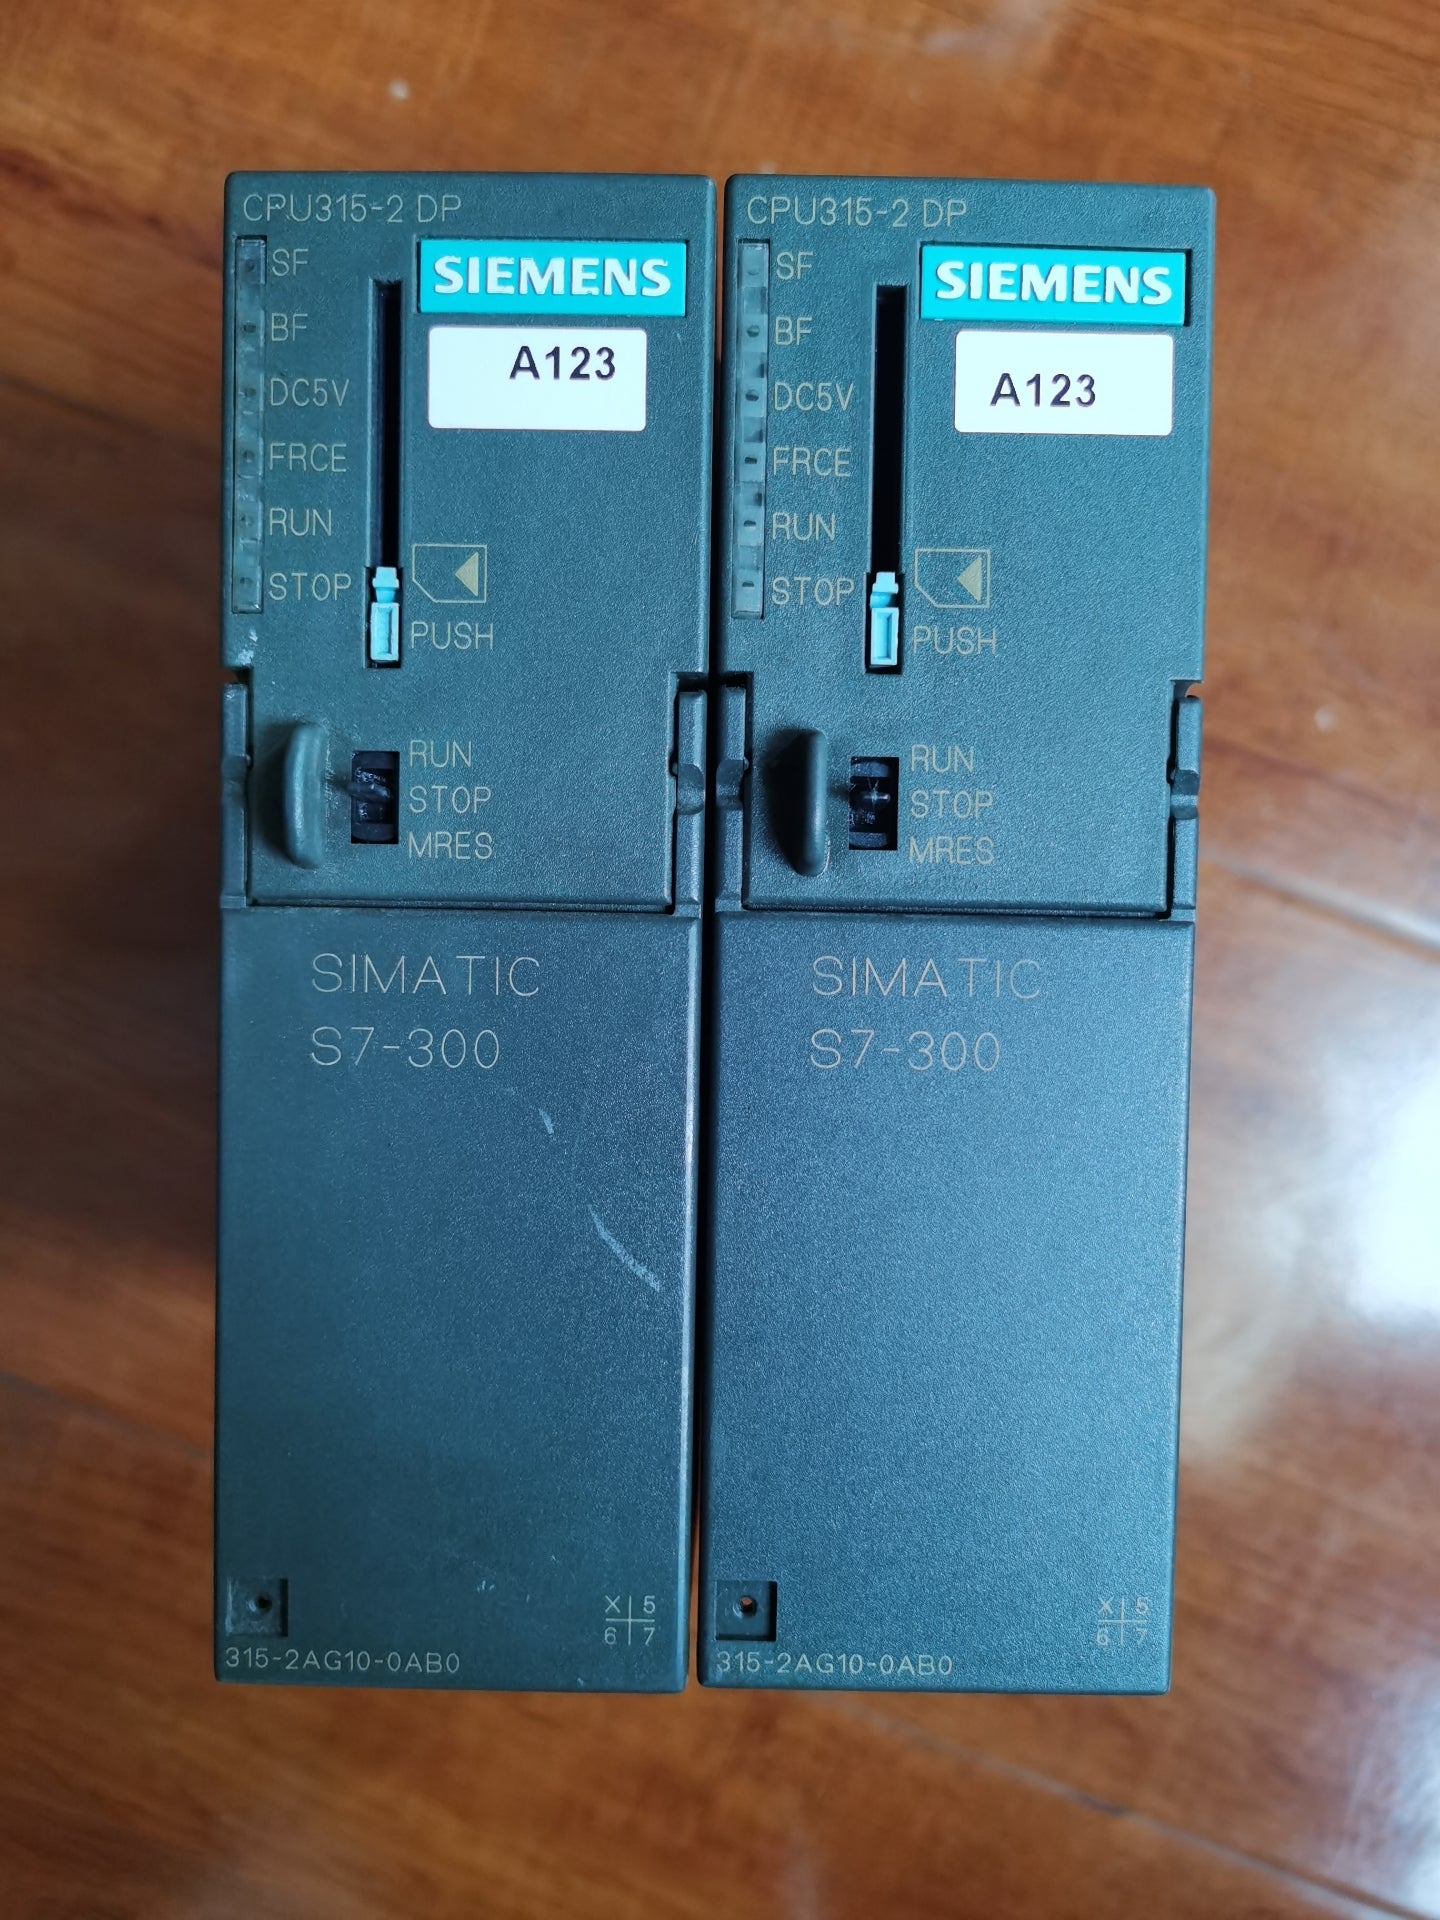 CPU315-2 DP
SF
SIEMENS
BF
A123
DC5V
FRCE
RUN
STOP
PUSH
RUN
STOP
MRES
SIMATIC
S7-300
X 5
6 7
315-2AG10-0AB0
CPU315-2 DP
SF
SIEMENS
BF
A123
DC5V
FRCE
RUN
STOP
PUSH
RUN
STOP
MRES
SIMATIC
S7-300
X 5
6 7
315-2AG10-0AB0